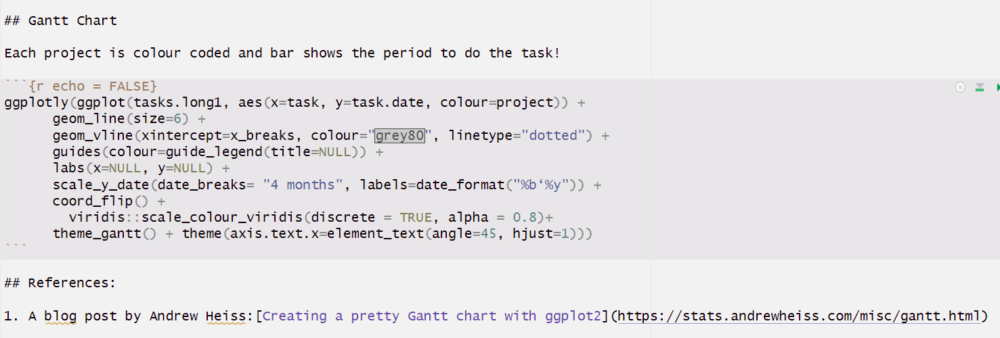 ## Gantt Chart
Each project is colour coded and bar shows the period to do the task!
```{r echo = FALSE}
ggplotly(ggplot(tasks.long1, aes(x=task, y=task.date, colour=project)) +
geom_line(size=6) +
geom_vline(xintercept=x_breaks, colour="grey80", linetype="dotted") +
guides(colour=guide_legend(title=NULL)) +
labs(x=NULL, y=NULL) +
scale_y_date(date_breaks= "4 months", labels=date_format("%b‘%y")) +
coord_flip() +
viridis::scale_colour_viridis(discrete = TRUE, alpha = 0.8)+
theme_gantt() + theme(axis.text.x=element_text(angle=45, hjust=1)))
```
## References:
1. A blog post by Andrew Heiss:[Creating a pretty Gantt chart with ggplot2](https://stats.andrewheiss.com/misc/gantt.html)